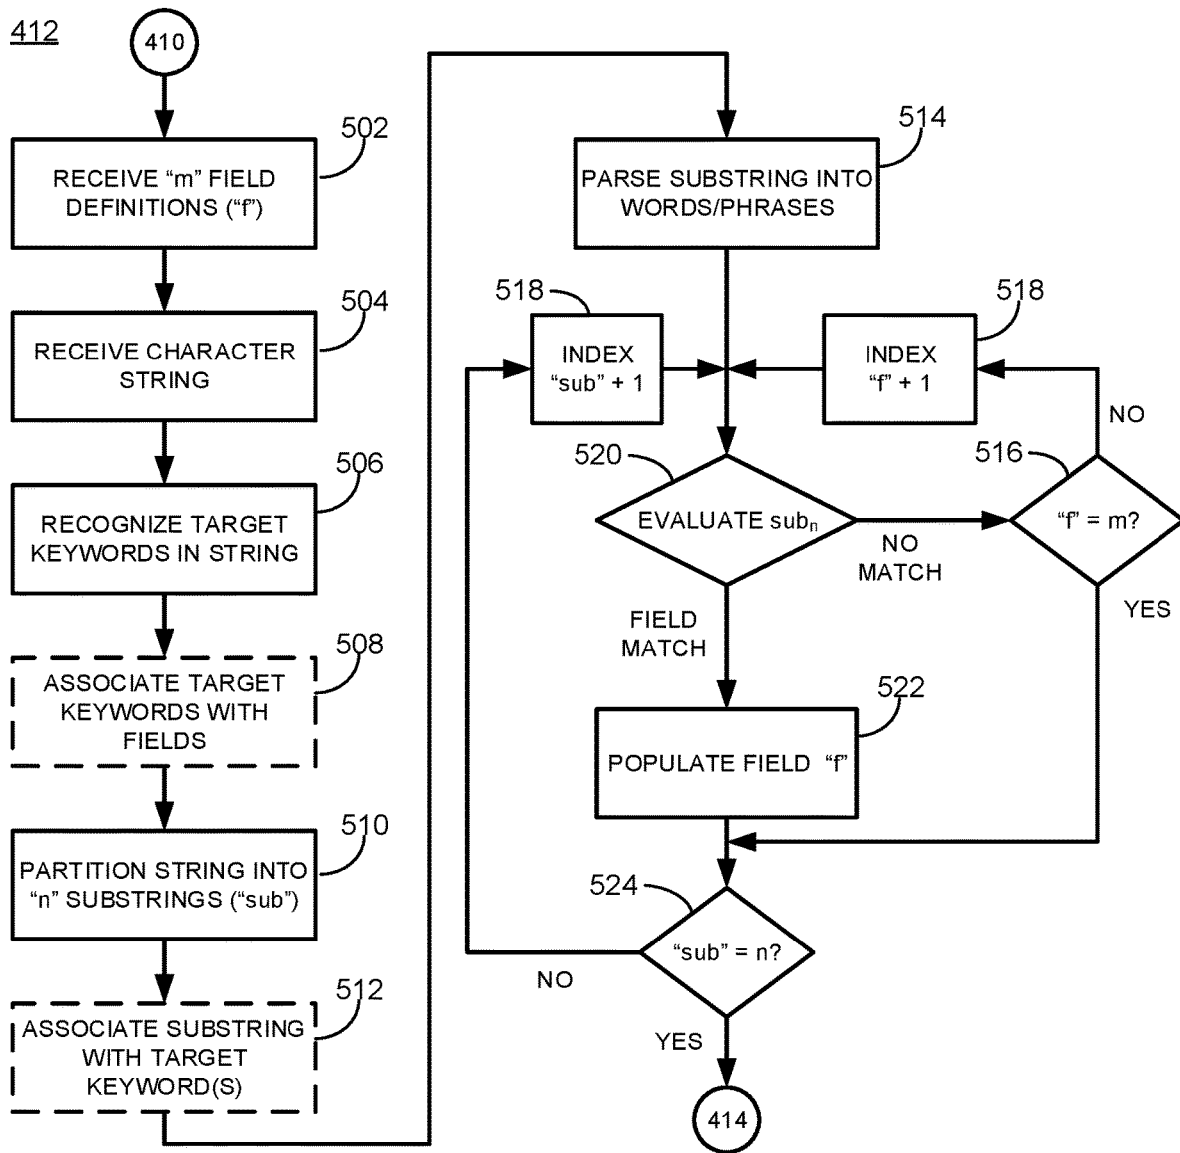 412
410
502
RECEIVE “m” FIELD
DEFINITIONS (“f”)
504
RECEIVE CHARACTER
STRING
506
RECOGNIZE TARGET
KEYWORDS IN STRING
508
ASSOCIATE TARGET
KEYWORDS WITH
FIELDS
510
PARTITION STRING INTO
“n” SUBSTRINGS (“sub”)
512
ASSOCIATE SUBSTRING
WITH TARGET
KEYWORD(S)
514
PARSE SUBSTRING INTO
WORDS/PHRASES
518
INDEX
“sub” + 1
518
INDEX
“f” + 1
NO
520
EVALUATE subn
NO
MATCH
516
“f” = m?
YES
FIELD
MATCH
522
POPULATE FIELD “f”
524
“sub” = n?
NO
YES
414